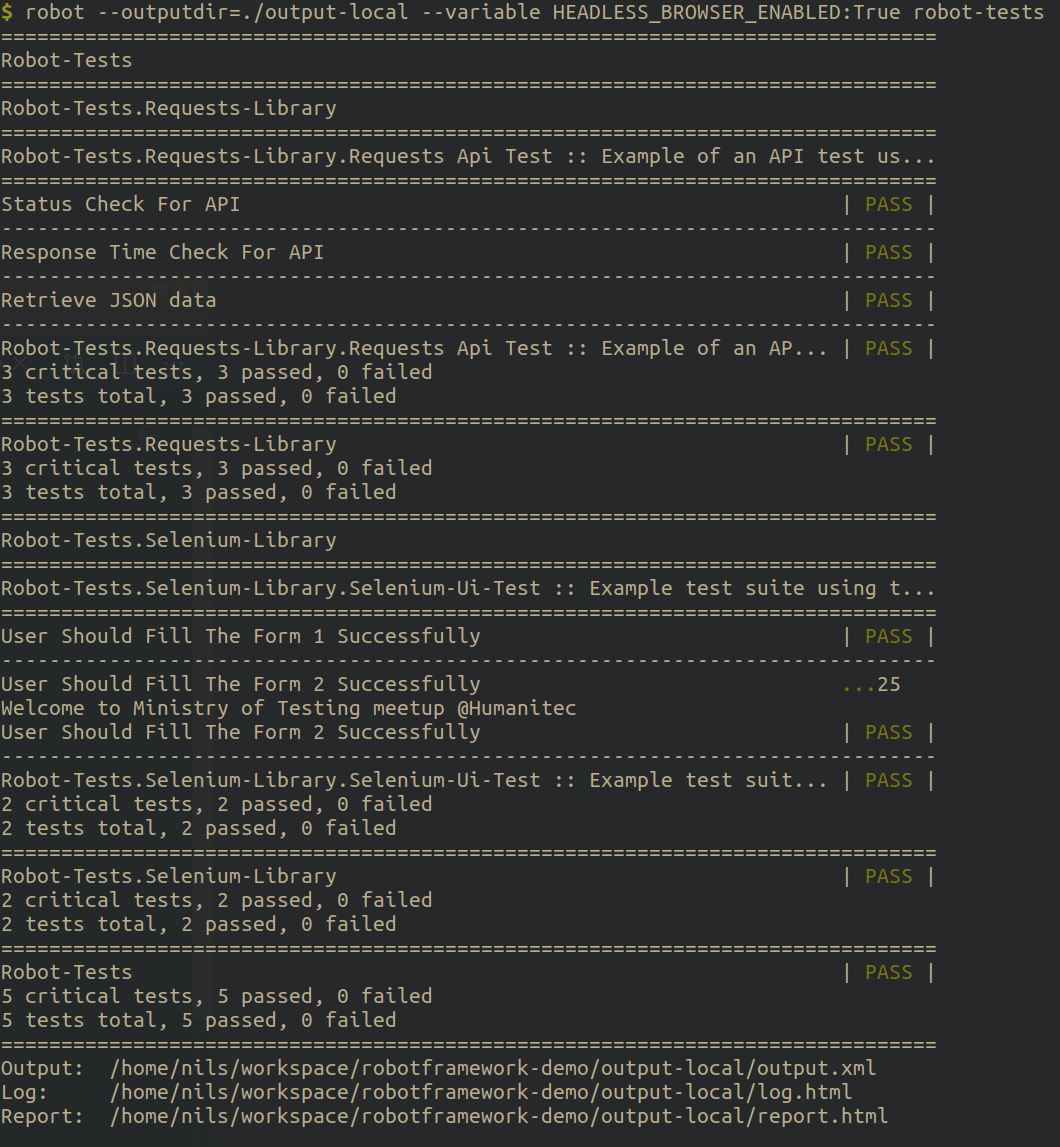 $ robot --outputdir=./output-local --variable HEADLESS_BROWSER_ENABLED:True robot-tests
==============================================================================
Robot-Tests
==============================================================================
Robot-Tests.Requests-Library
==============================================================================
Robot-Tests.Requests-Library.Requests Api Test :: Example of an API test us...
==============================================================================
Status Check For API                                                  | PASS |
------------------------------------------------------------------------------
Response Time Check For API                                           | PASS |
------------------------------------------------------------------------------
Retrieve JSON data                                                    | PASS |
------------------------------------------------------------------------------
Robot-Tests.Requests-Library.Requests Api Test :: Example of an AP... | PASS |
3 critical tests, 3 passed, 0 failed
3 tests total, 3 passed, 0 failed
==============================================================================
Robot-Tests.Requests-Library                                          | PASS |
3 critical tests, 3 passed, 0 failed
3 tests total, 3 passed, 0 failed
==============================================================================
Robot-Tests.Selenium-Library
==============================================================================
Robot-Tests.Selenium-Library.Selenium-Ui-Test :: Example test suite using t...
==============================================================================
User Should Fill The Form 1 Successfully                              | PASS |
------------------------------------------------------------------------------
User Should Fill The Form 2 Successfully                              ...25
Welcome to Ministry of Testing meetup @Humanitec
User Should Fill The Form 2 Successfully                              | PASS |
------------------------------------------------------------------------------
Robot-Tests.Selenium-Library.Selenium-Ui-Test :: Example test suit... | PASS |
2 critical tests, 2 passed, 0 failed
2 tests total, 2 passed, 0 failed
==============================================================================
Robot-Tests.Selenium-Library                                          | PASS |
2 critical tests, 2 passed, 0 failed
2 tests total, 2 passed, 0 failed
==============================================================================
Robot-Tests                                                           | PASS |
5 critical tests, 5 passed, 0 failed
5 tests total, 5 passed, 0 failed
==============================================================================
Output:  /home/nils/workspace/robotframework-demo/output-local/output.xml
Log:     /home/nils/workspace/robotframework-demo/output-local/log.html
Report:  /home/nils/workspace/robotframework-demo/output-local/report.html